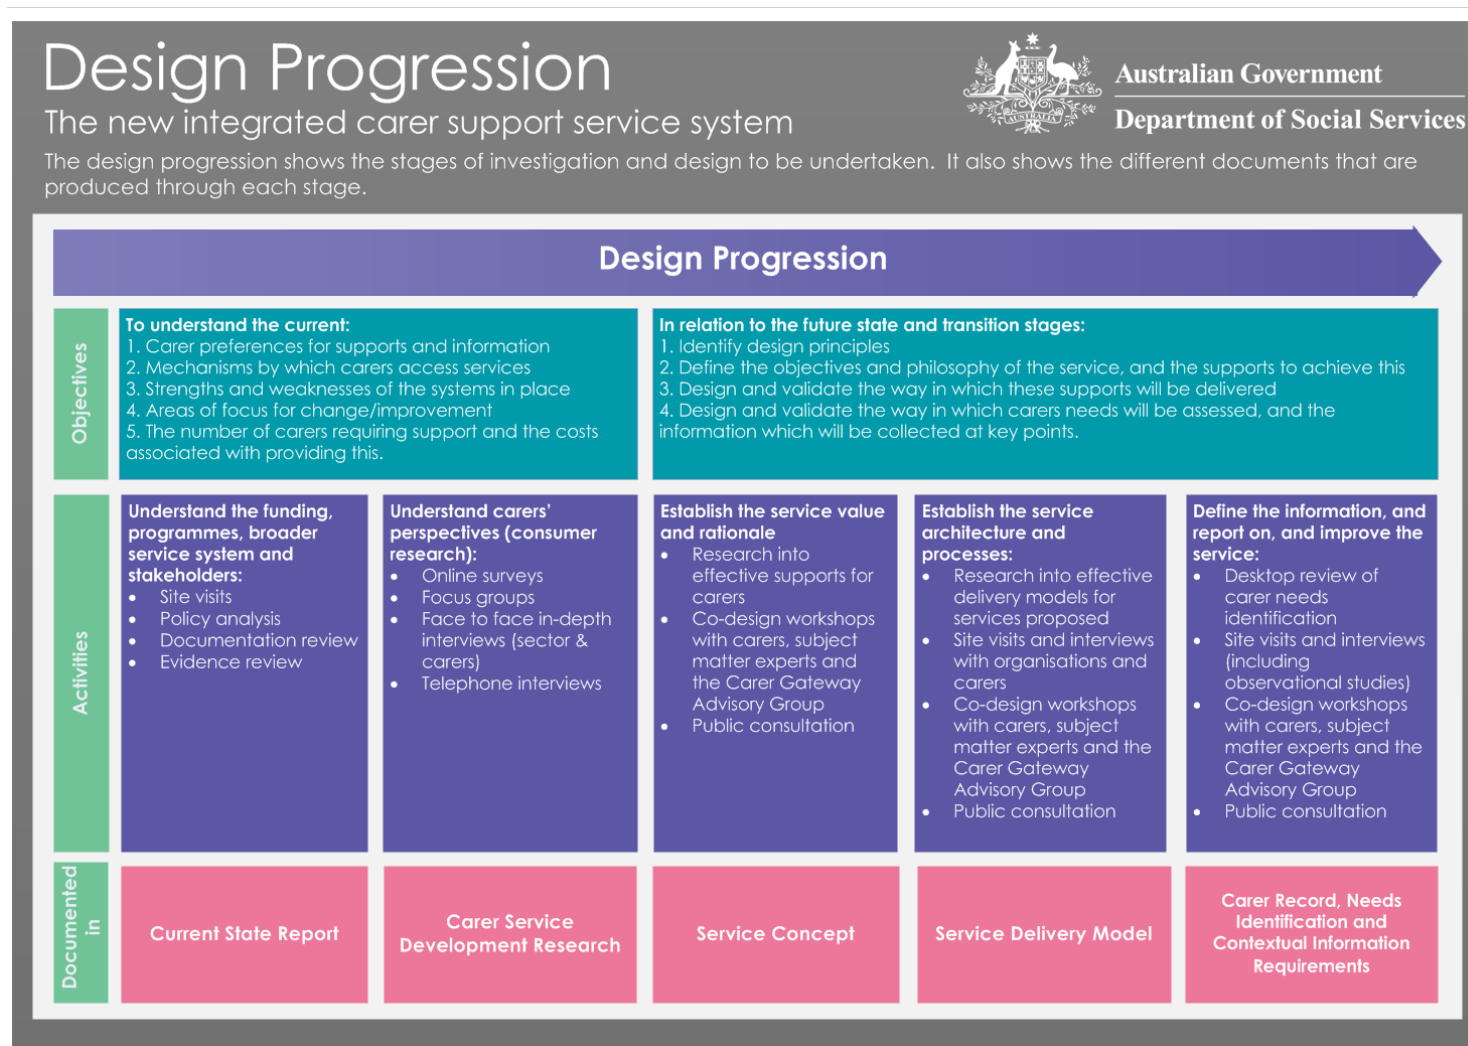 Design Progression
The new integrated carer support service system
The design progression shows the stages of investigation and design to be undertaken.  It also shows the different documents that are
produced through each stage.
AUSTRALIA
Australian Government
Department of Social Services
Design Progression
Objectives
To understand the current:
1. Carer preferences for supports and information
2. Mechanisms by which carers access services
3. Strengths and weaknesses of the systems in place
4. Areas of focus for change/improvement
5. The number of carers requiring support and the costs
associated with providing this.
In relation to the future state and transition stages:
1. Identify design principles
2. Define the objectives and philosophy of the service, and the supports to achieve this
3. Design and validate the way in which these supports will be delivered
4. Design and validate the way in which carers needs will be assessed, and the
information which will be collected at key points.
Activities
Understand the funding,
programmes, broader
service system and
stakeholders:
• Site visits
• Policy analysis
• Documentation review
• Evidence review
Understand carers'
perspectives (consumer
research):
• Online surveys
• Focus groups
• Face to face in-depth
interviews (sector &
carers)
• Telephone interviews
Establish the service value
and rationale
• Research into
effective supports for
carers
• Co-design workshops
with carers, subject
matter experts and
the Carer Gateway
Advisory Group
• Public consultation
Establish the service
architecture and
processes:
• Research into effective
delivery models for
services proposed
• Site visits and interviews
with organisations and
carers
• Co-design workshops
with carers, subject
matter experts and the
Carer Gateway
Advisory Group
• Public consultation
Define the information, and
report on, and improve the
service:
• Desktop review of
carer needs
identification
• Site visits and interviews
(including
observational studies)
• Co-design workshops
with carers, subject
matter experts and the
Carer Gateway
Advisory Group
• Public consultation
Documented
in
Current State Report
Carer Service
Development Research
Service Concept
Service Delivery Model
Carer Record, Needs
Identification and
Contextual Information
Requirements